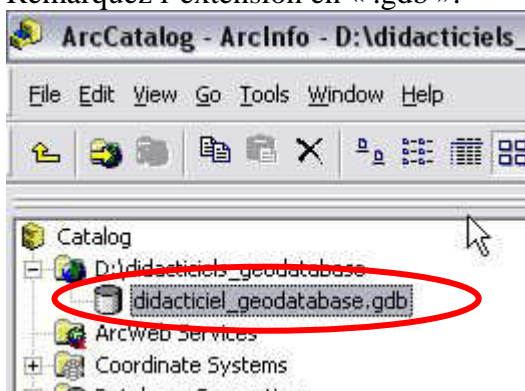 Remarquez l'extension en « .gdb ».
ArcCatalog - ArcInfo - D:\didacticiels_
File Edit View Go Tools Window Help
Catalog
D:\didacticiels_geodatabase
didacticiel_geodatabase.gdb
ArcWeb Services
Coordinate Systems